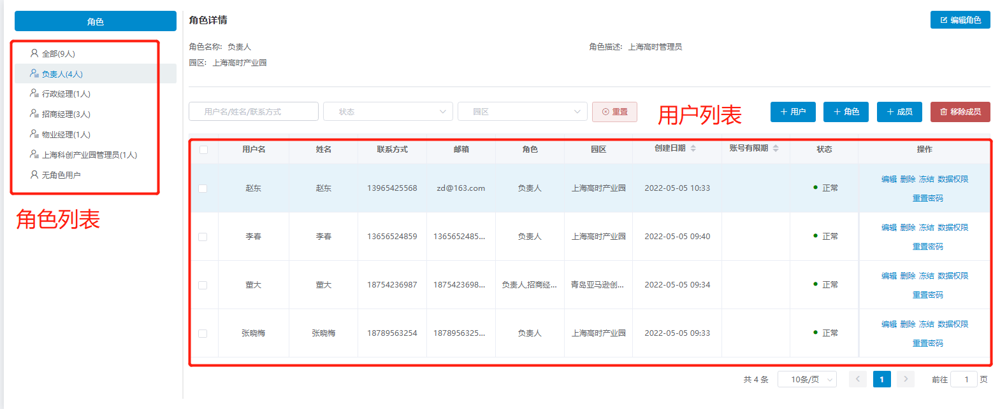 角色
全部(9人)
负责人(4人)
行政经理(1人)
招商经理(3人)
物业经理(1人)
上海科创产业园管理员(1人)
无角色用户
角色列表
角色详情
编辑角色
角色名称: 负责人
角色描述: 上海高时管理员
园区: 上海高时产业园
用户名/姓名/联系方式 状态 园区 重置
用户列表
+ 用户 + 角色 + 成员 移除成员
用户名 姓名 联系方式 邮箱 角色 园区 创建日期 账号有限期 状态 操作
赵东 赵东 13965425568 zd@163.com 负责人 上海高时产业园 2022-05-05 10:33 正常 编辑 删除 冻结 数据权限
重置密码
李春 李春 13656524859 1365652485... 负责人 上海高时产业园 2022-05-05 09:40 正常 编辑 删除 冻结 数据权限
重置密码
董大 董大 18754236987 1875423698... 负责人,招商经... 青岛亚马逊创... 2022-05-05 09:34 正常 编辑 删除 冻结 数据权限
重置密码
张晓梅 张晓梅 18789563254 1878956325... 负责人 上海高时产业园 2022-05-05 09:33 正常 编辑 删除 冻结 数据权限
重置密码
共 4 条 10条/页 1 前往 1 页